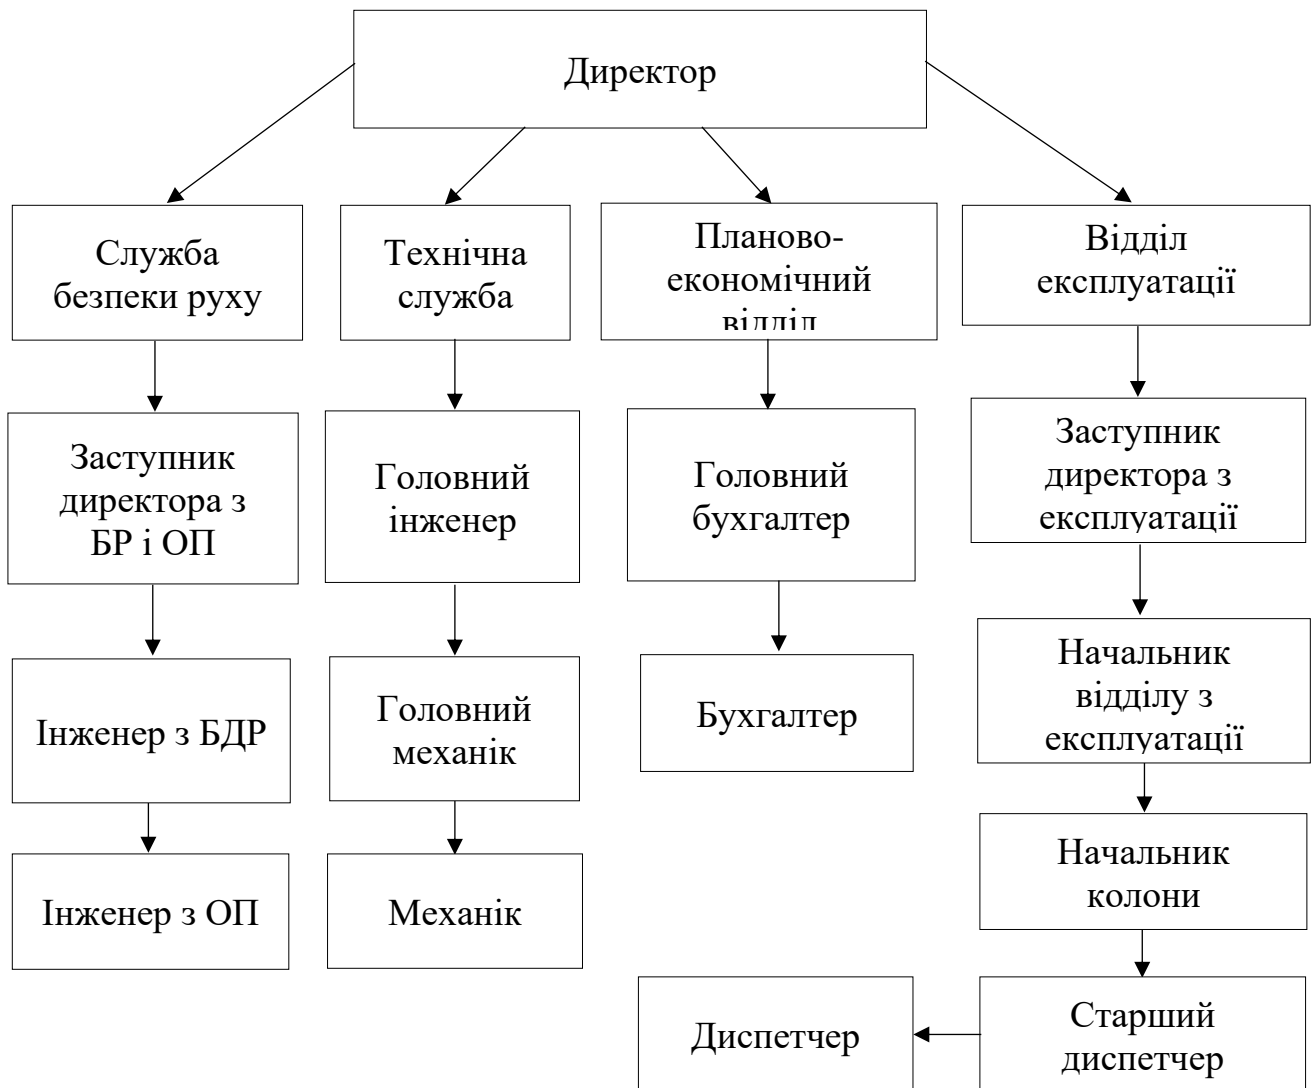 Директор
Служба
безпеки руху
Технічна
служба
Планово-
економічний
відділ
Відділ
експлуатації
Заступник
директора з
БР і ОП
Головний
інженер
Головний
бухгалтер
Заступник
директора з
експлуатації
Інженер з БДР
Головний
механік
Бухгалтер
Начальник
відділу з
експлуатації
Інженер з ОП
Механік
Начальник
колони
Диспетчер
Старший
диспетчер